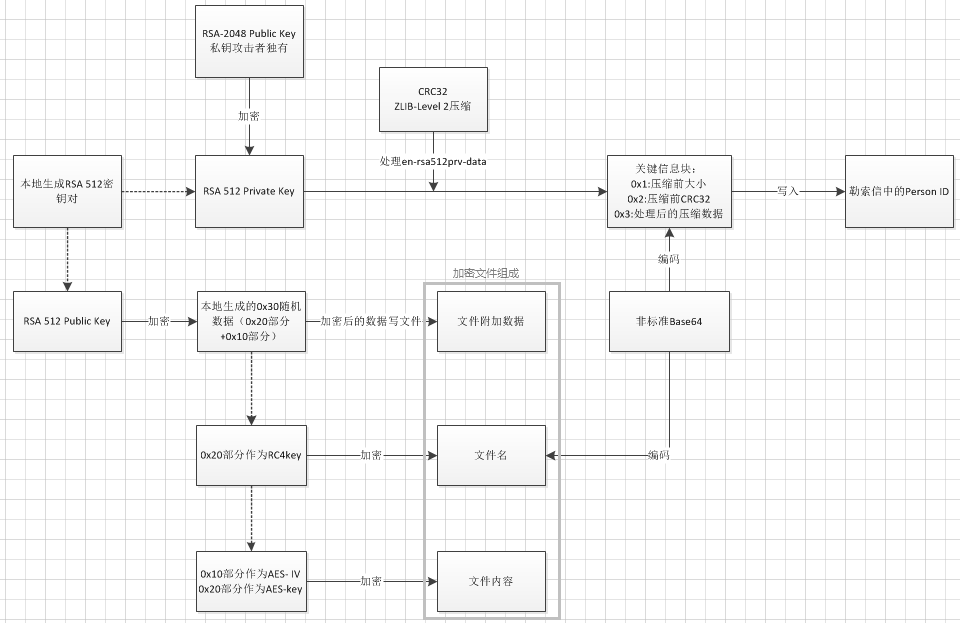 RSA-2048 Public Key
私钥攻击者独有
加密
CRC32
ZLIB-Level 2压缩
处理en-rsa512prv-data
本地生成RSA 512密
钥对
RSA 512 Private Key
关键信息块：
0x1:压缩前大小
0x2:压缩前CRC32
0x3:处理后的压缩数据
写入
勒索信中的Person ID
编码
加密文件组成
RSA 512 Public Key
加密
本地生成的0x30随机
数据（0x20部分
+0x10部分）
加密后的数据写文件
文件附加数据
非标准Base64
0x20部分作为RC4key
加密
文件名
编码
0x10部分作为AES- IV
0x20部分作为AES-key
加密
文件内容